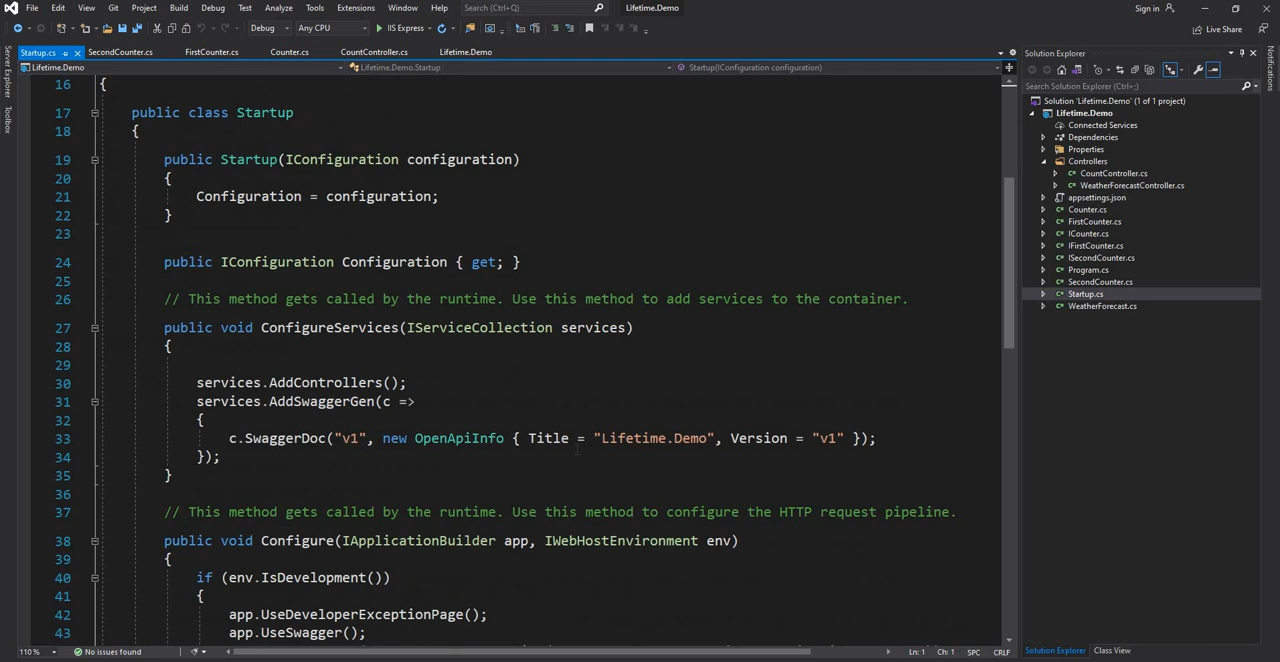 File Edit View Git Project Build Debug Test Analyze Tools Extensions Window Help Search (Ctrl+Q) Lifetime.Demo Sign in
Debug Any CPU IIS Express Live Share
Startup.cs SecondCounter.cs FirstCounter.cs Counter.cs CountController.cs Lifetime.Demo
Lifetime.Demo Lifetime.Demo.Startup Startup(IConfiguration configuration)
Server Explorer
Toolbox
16 {
17 public class Startup
18 {
19 public Startup(IConfiguration configuration)
20 {
21 Configuration = configuration;
22 }
23
24 public IConfiguration Configuration { get; }
25
26 // This method gets called by the runtime. Use this method to add services to the container.
27 public void ConfigureServices(IServiceCollection services)
28 {
29
30 services.AddControllers();
31 services.AddSwaggerGen(c =>
32 {
33 c.SwaggerDoc("v1", new OpenApiInfo { Title = "Lifetime.Demo", Version = "v1" });
34 });
35 }
36
37 // This method gets called by the runtime. Use this method to configure the HTTP request pipeline.
38 public void Configure(IApplicationBuilder app, IWebHostEnvironment env)
39 {
40 if (env.IsDevelopment())
41 {
42 app.UseDeveloperExceptionPage();
43 app.UseSwagger();
110 % No issues found Ln: 1 Ch: 1 SPC CRLF
Solution Explorer
Search Solution Explorer (Ctrl+;)
Solution 'Lifetime.Demo' (1 of 1 project)
Lifetime.Demo
Connected Services
Dependencies
Properties
Controllers
CountController.cs
WeatherForecastController.cs
appsettings.json
Counter.cs
FirstCounter.cs
ICounter.cs
IFirstCounter.cs
ISecondCounter.cs
Program.cs
SecondCounter.cs
Startup.cs
WeatherForecast.cs
Solution Explorer Class View
Notifications